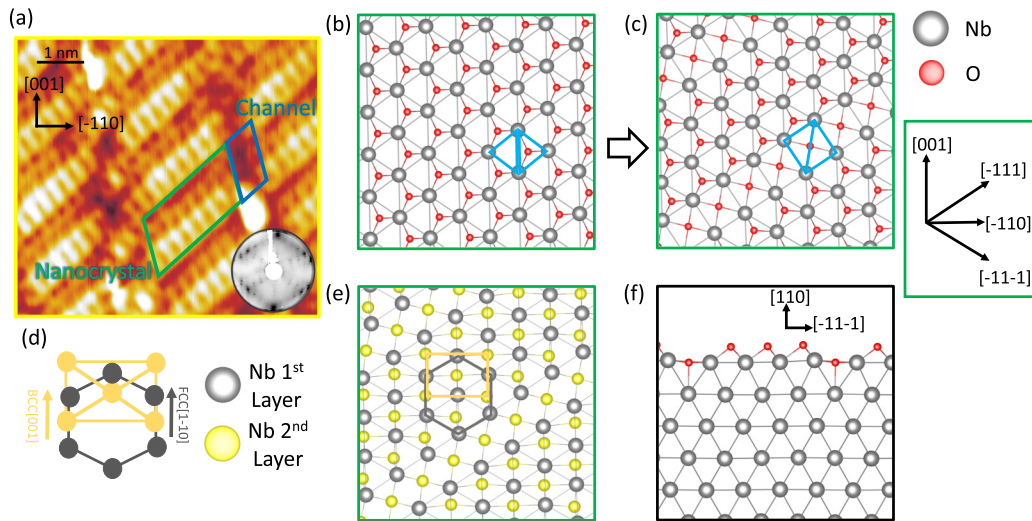 (a)
1 nm
[001]
[-110]
Channel
Nanocrystal
(b)
(c)
Nb
O
[001]
[-111]
[-110]
[-11-1]
(d)
BCC[001]
FCC[1-10]
Nb 1st
Layer
Nb 2nd
Layer
(e)
(f)
[110]
[-11-1]